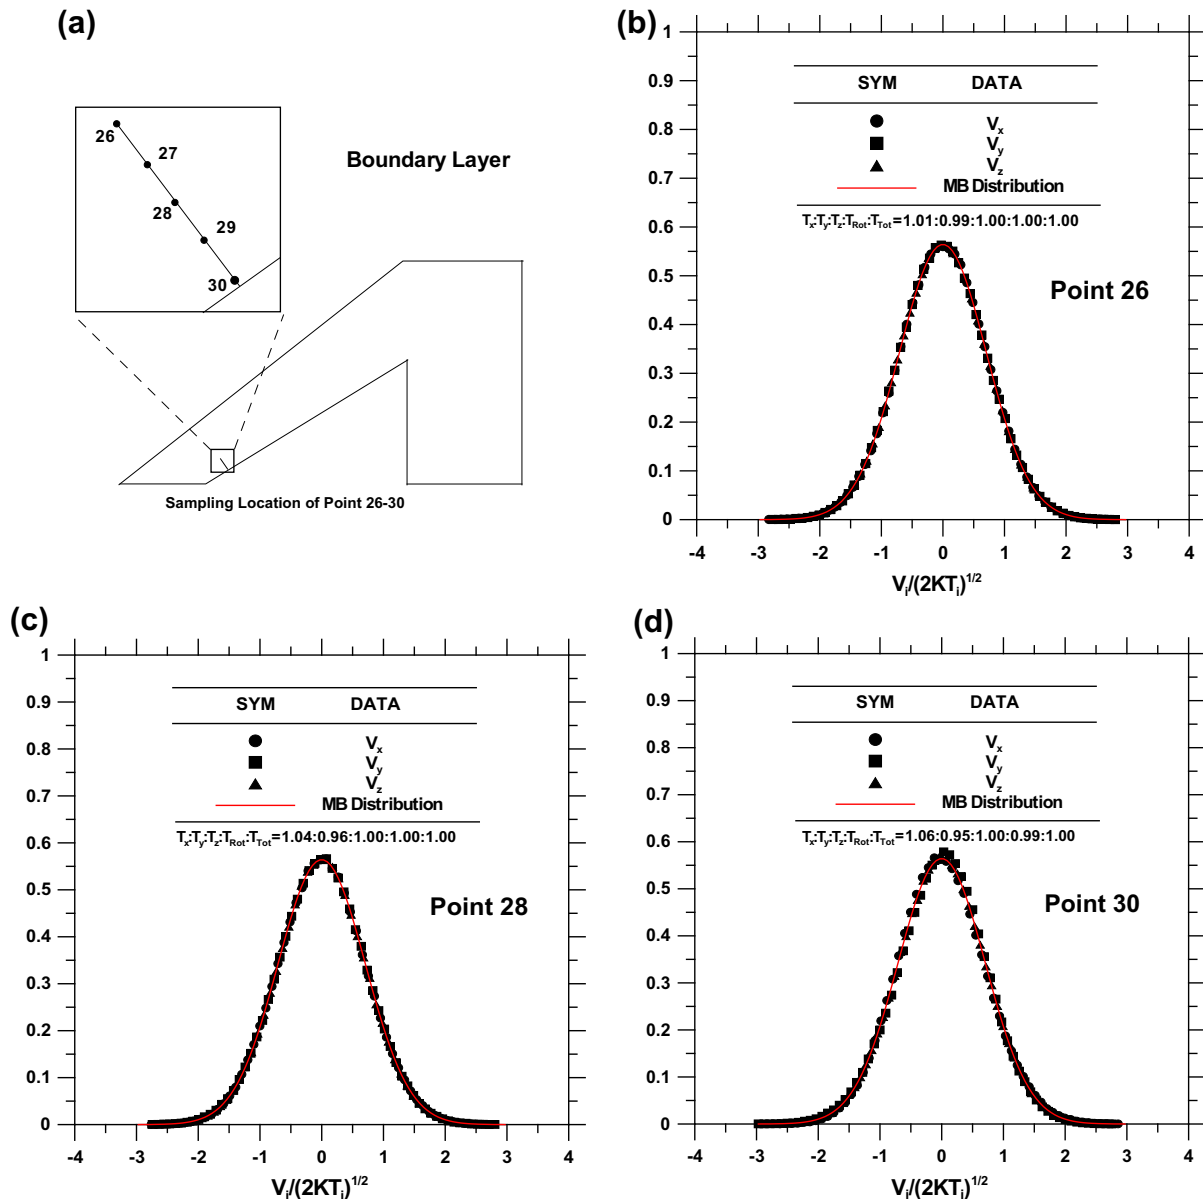 (a)
26
27
28
29
30
Boundary Layer
Sampling Location of Point 26-30
(b)
1
0.9
0.8
0.7
0.6
0.5
0.4
0.3
0.2
0.1
0
SYM DATA
Vx
Vy
Vz
MB Distribution
Tx:Ty:Tz:TRot:TTot=1.01:0.99:1.00:1.00:1.00
Point 26
-4 -3 -2 -1 0 1 2 3 4
Vi/(2KTi)1/2
(c)
1
0.9
0.8
0.7
0.6
0.5
0.4
0.3
0.2
0.1
0
SYM DATA
Vx
Vy
Vz
MB Distribution
Tx:Ty:Tz:TRot:TTot=1.04:0.96:1.00:1.00:1.00
Point 28
-4 -3 -2 -1 0 1 2 3 4
Vi/(2KTi)1/2
(d)
1
0.9
0.8
0.7
0.6
0.5
0.4
0.3
0.2
0.1
0
SYM DATA
Vx
Vy
Vz
MB Distribution
Tx:Ty:Tz:TRot:TTot=1.06:0.95:1.00:0.99:1.00
Point 30
-4 -3 -2 -1 0 1 2 3 4
Vi/(2KTi)1/2